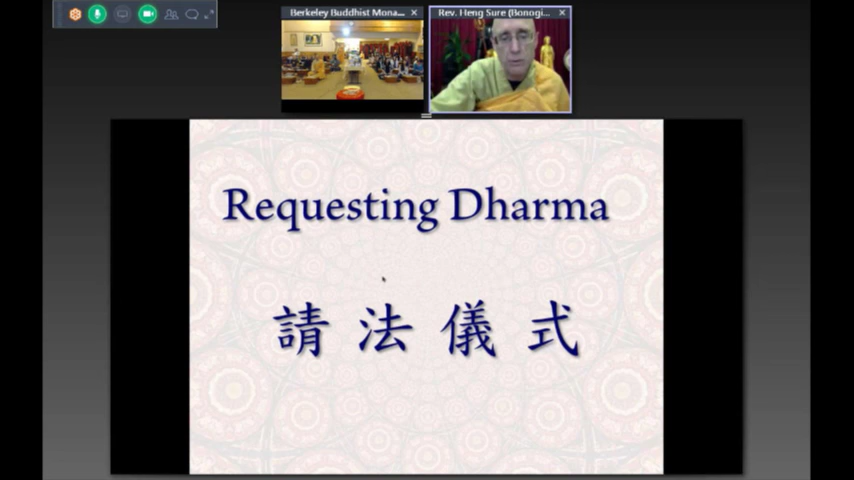 Berkeley Buddhist Mona...
Rev. Heng Sure (Bonogi...
Requesting Dharma
請法儀式